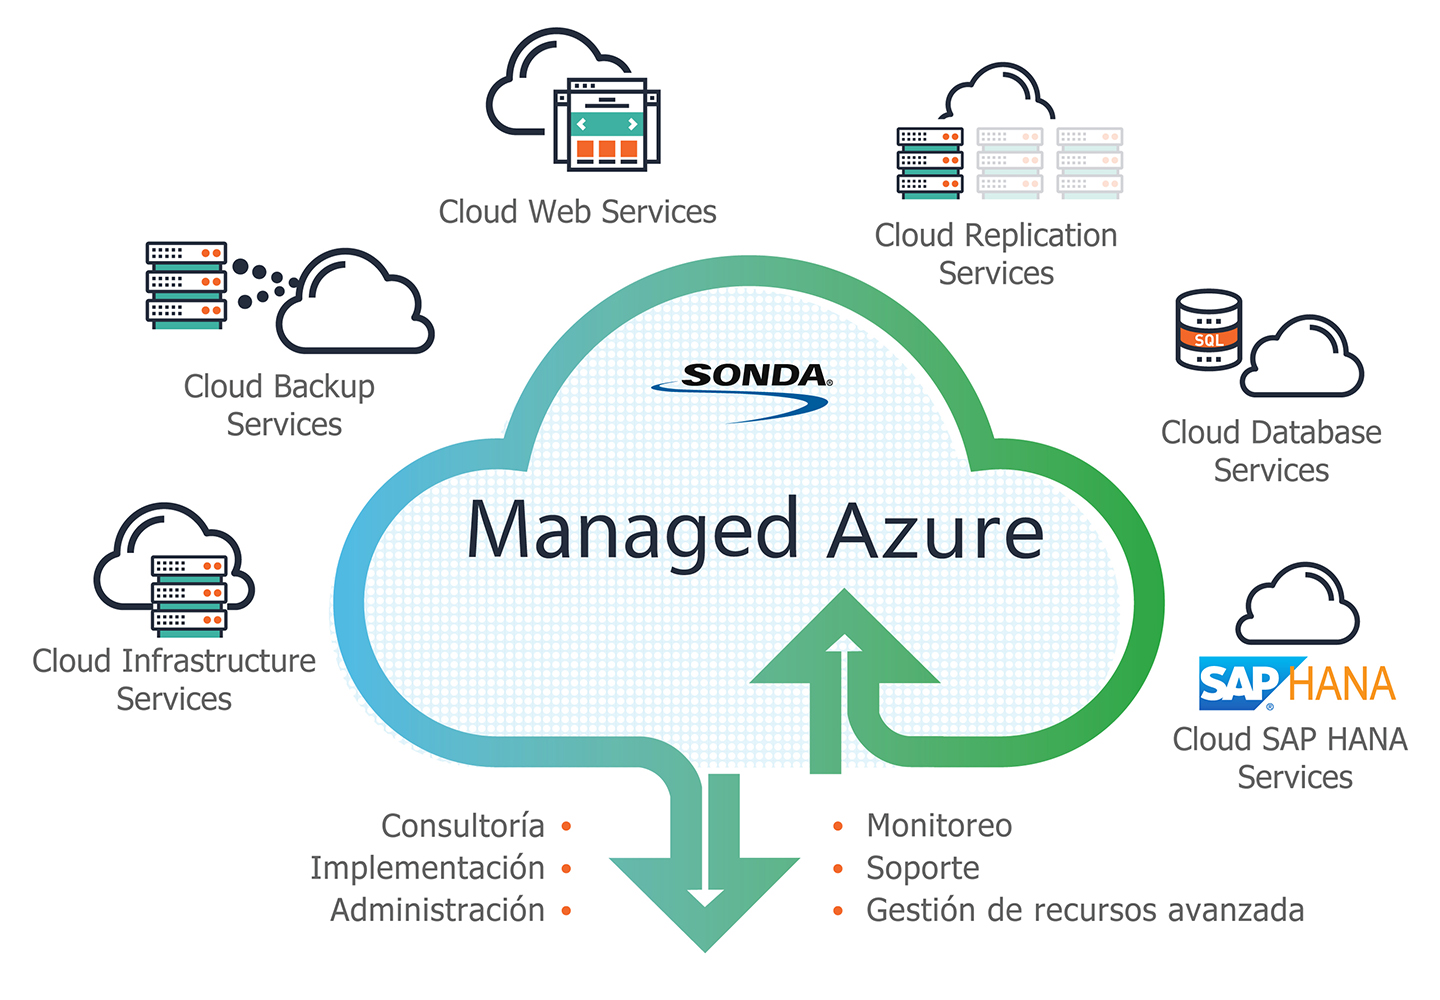 Cloud Web Services
Cloud Replication
Services
Cloud Backup
Services
SQL
Cloud Database
Services
SONDA®
Managed Azure
Cloud Infrastructure
Services
SAP® HANA
Cloud SAP HANA
Services
Consultoría •
Implementación •
Administración •
• Monitoreo
• Soporte
• Gestión de recursos avanzada